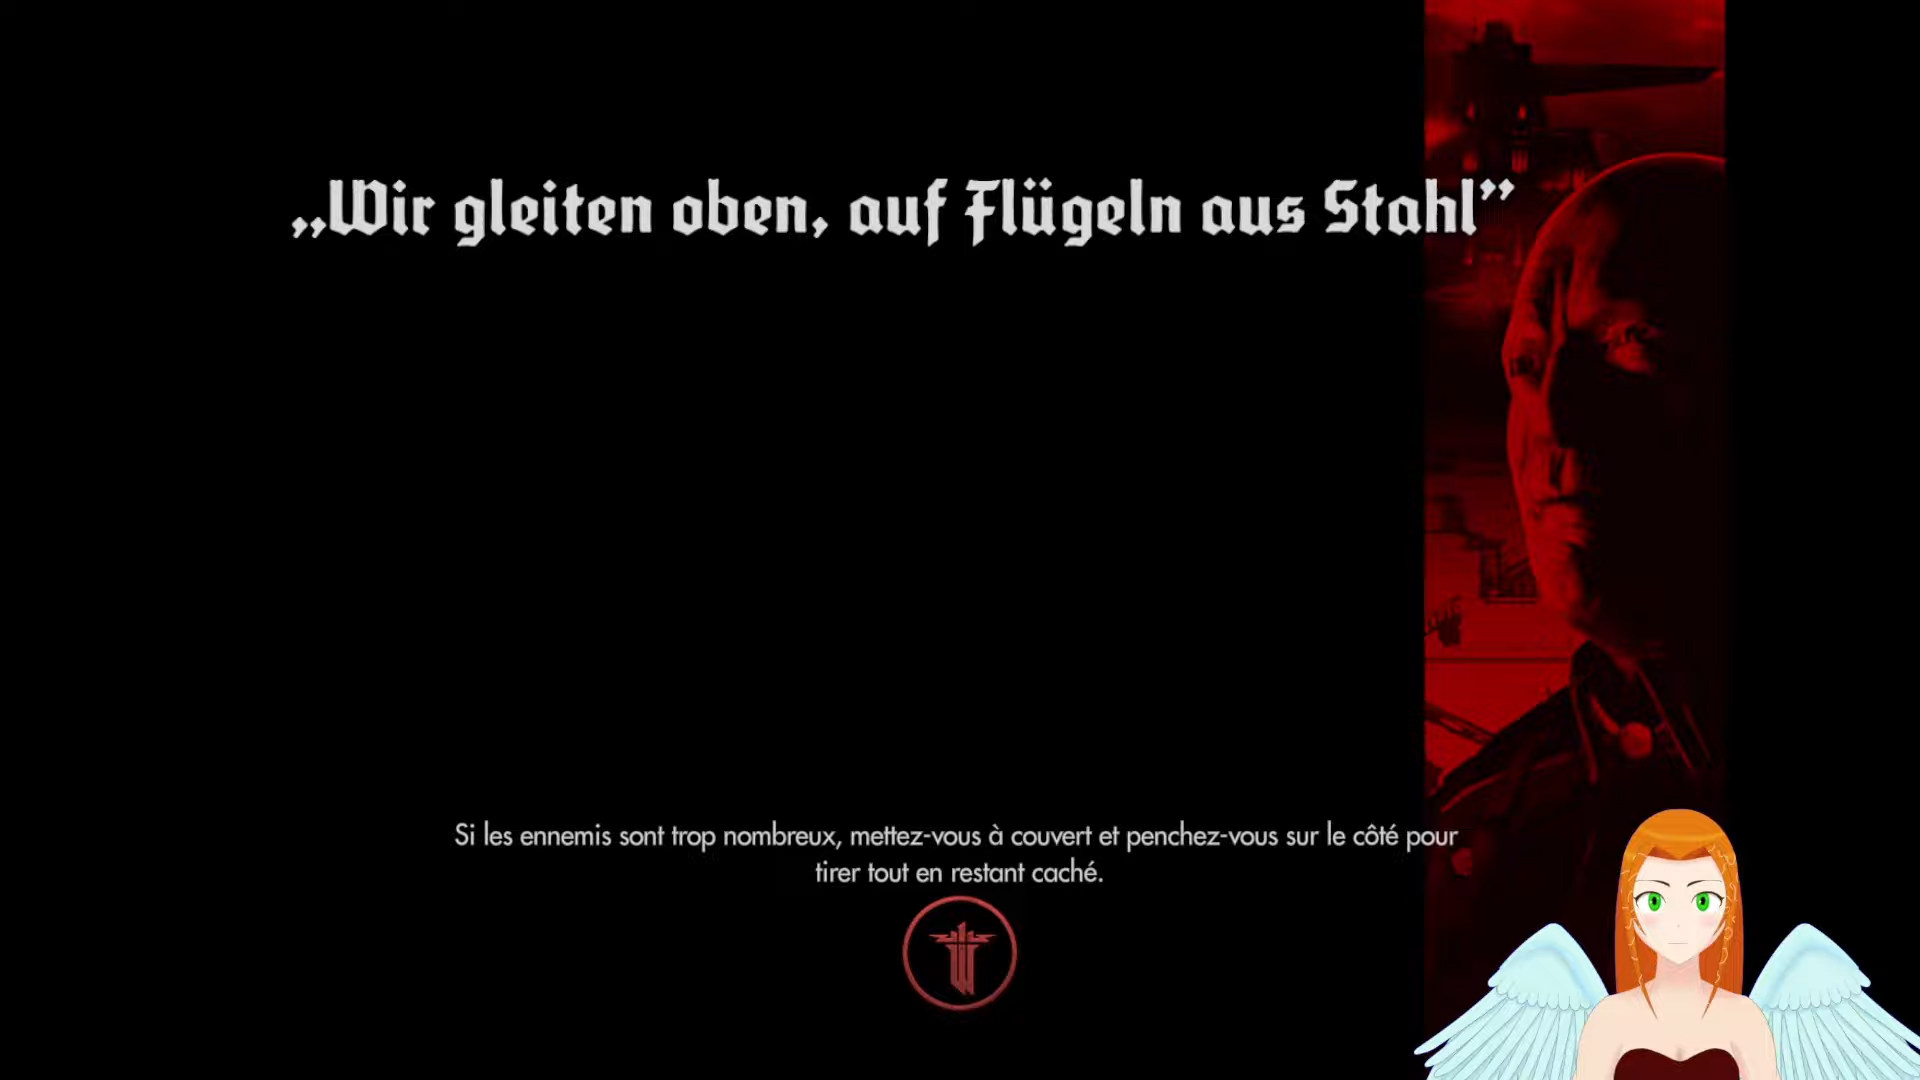 „Wir gleiten oben, auf Flügeln aus Stahl”
Si les ennemis sont trop nombreux, mettez-vous à couvert et penchez-vous sur le côté pour
tirer tout en restant caché.